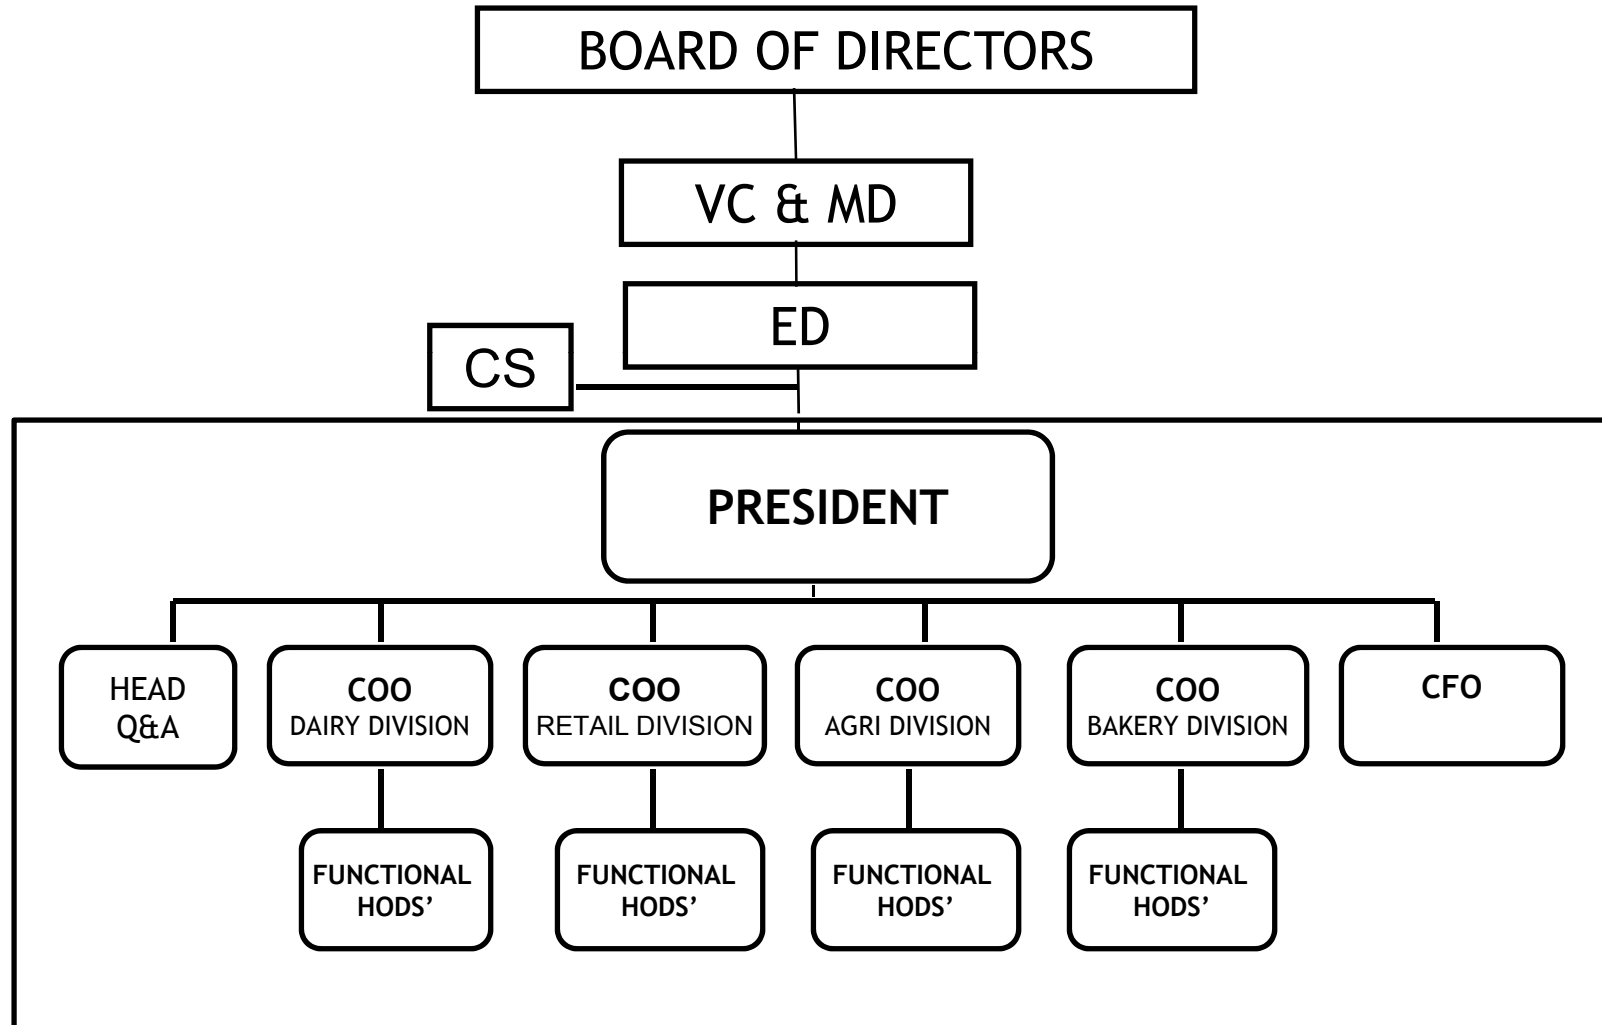 BOARD OF DIRECTORS
VC & MD
ED
CS
PRESIDENT
HEAD
Q&A
COO
DAIRY DIVISION
COO
RETAIL DIVISION
COO
AGRI DIVISION
COO
BAKERY DIVISION
CFO
FUNCTIONAL
HODS’
FUNCTIONAL
HODS’
FUNCTIONAL
HODS’
FUNCTIONAL
HODS’